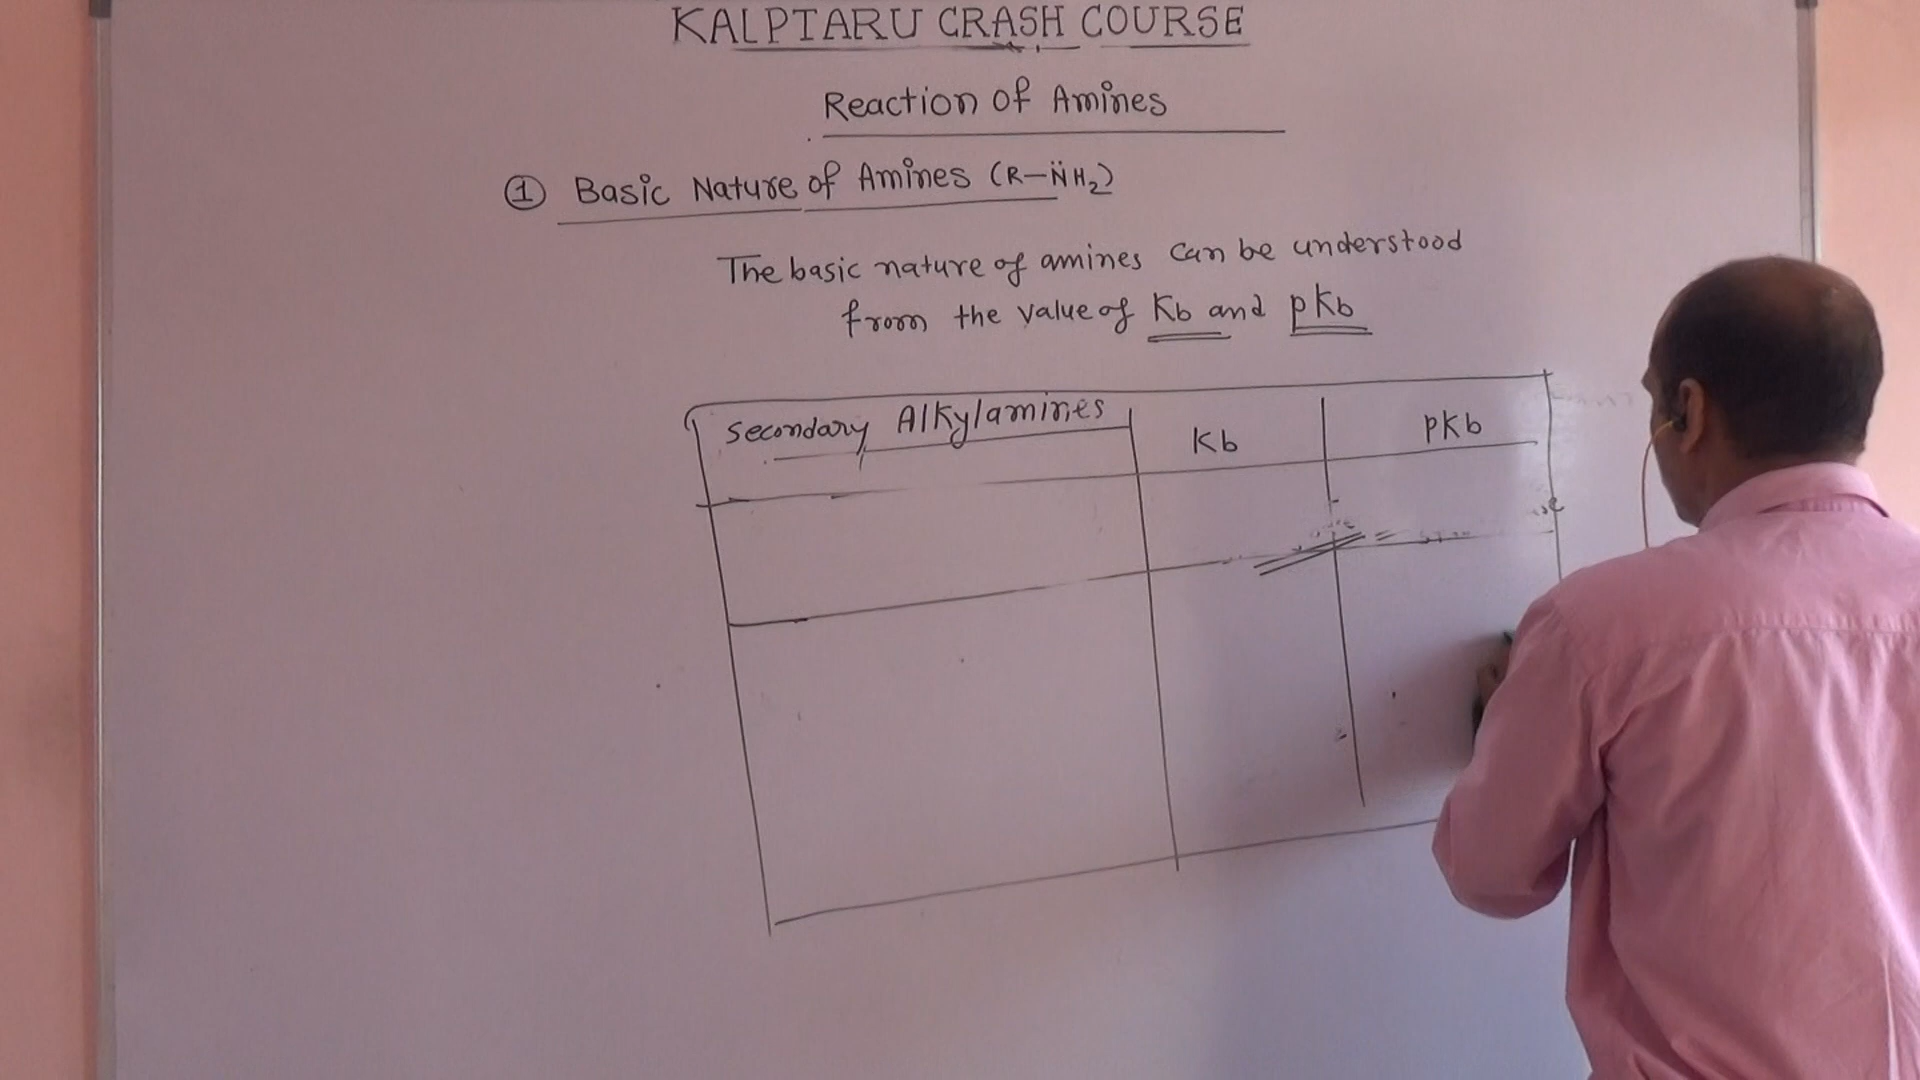 KALPTARU CRASH COURSE
Reaction of Amines
① Basic Nature of Amines (R–N̈H₂)
The basic nature of amines can be understood
from the value of Kb and pKb
Secondary Alkylamines Kb pKb